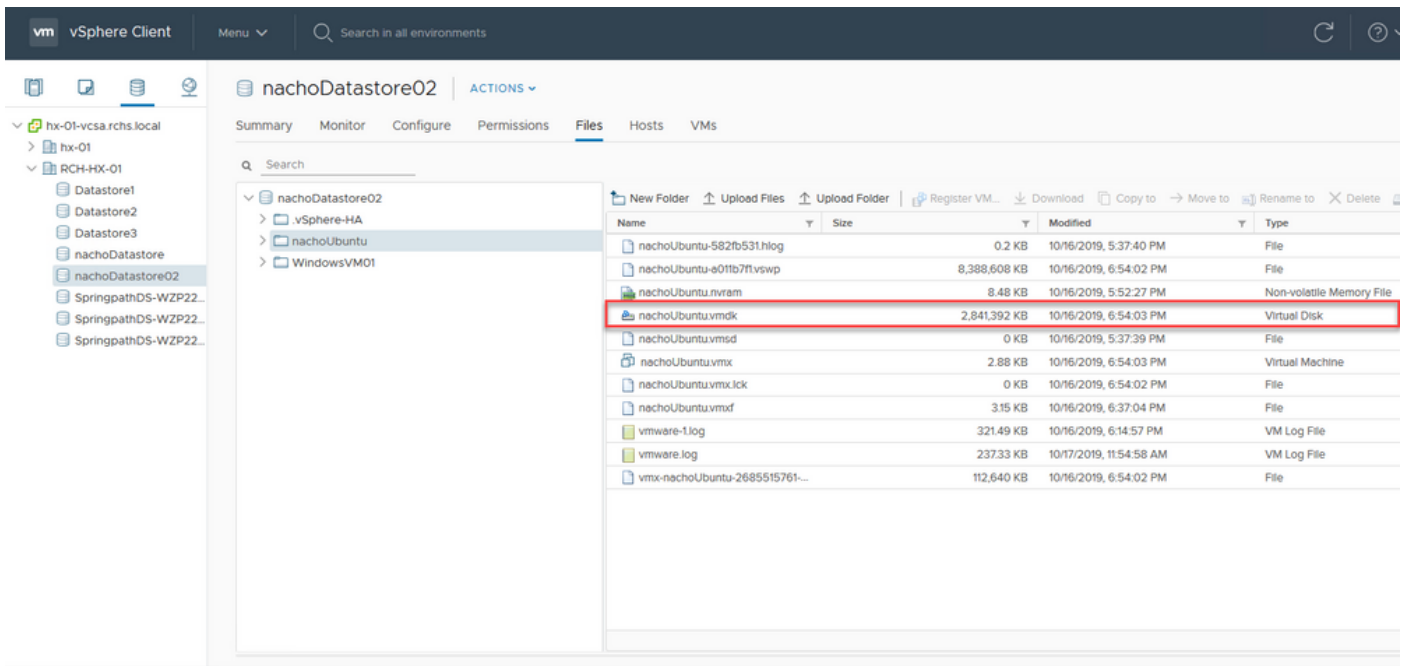 vm vSphere Client Menu Search in all environments
nachoDatastore02 ACTIONS
Summary Monitor Configure Permissions Files Hosts VMs
hx-01-vcsa.rchs.local
hx-01
RCH-HX-01
Datastore1
Datastore2
Datastore3
nachoDatastore
nachoDatastore02
SpringpathDS-WZP22...
SpringpathDS-WZP22...
SpringpathDS-WZP22...
Search
nachoDatastore02
.vSphere-HA
nachoUbuntu
WindowsVM01
New Folder Upload Files Upload Folder Register VM... Download Copy to Move to Rename to Delete
Name Size Modified Type
nachoUbuntu-582fb531.hlog 0.2 KB 10/16/2019, 5:37:40 PM File
nachoUbuntu-a011b7f1.vswp 8,388,608 KB 10/16/2019, 6:54:02 PM File
nachoUbuntu.nvram 8.48 KB 10/16/2019, 5:52:27 PM Non-volatile Memory File
nachoUbuntu.vmdk 2,841,392 KB 10/16/2019, 6:54:03 PM Virtual Disk
nachoUbuntu.vmsd 0 KB 10/16/2019, 5:37:39 PM File
nachoUbuntu.vmx 2.88 KB 10/16/2019, 6:54:03 PM Virtual Machine
nachoUbuntu.vmx.lck 0 KB 10/16/2019, 6:54:02 PM File
nachoUbuntu.vmxf 3.15 KB 10/16/2019, 6:37:04 PM File
vmware-1.log 321.49 KB 10/16/2019, 6:14:57 PM VM Log File
vmware.log 237.33 KB 10/17/2019, 11:54:58 AM VM Log File
vmx-nachoUbuntu-2685515761-... 112,640 KB 10/16/2019, 6:54:02 PM File